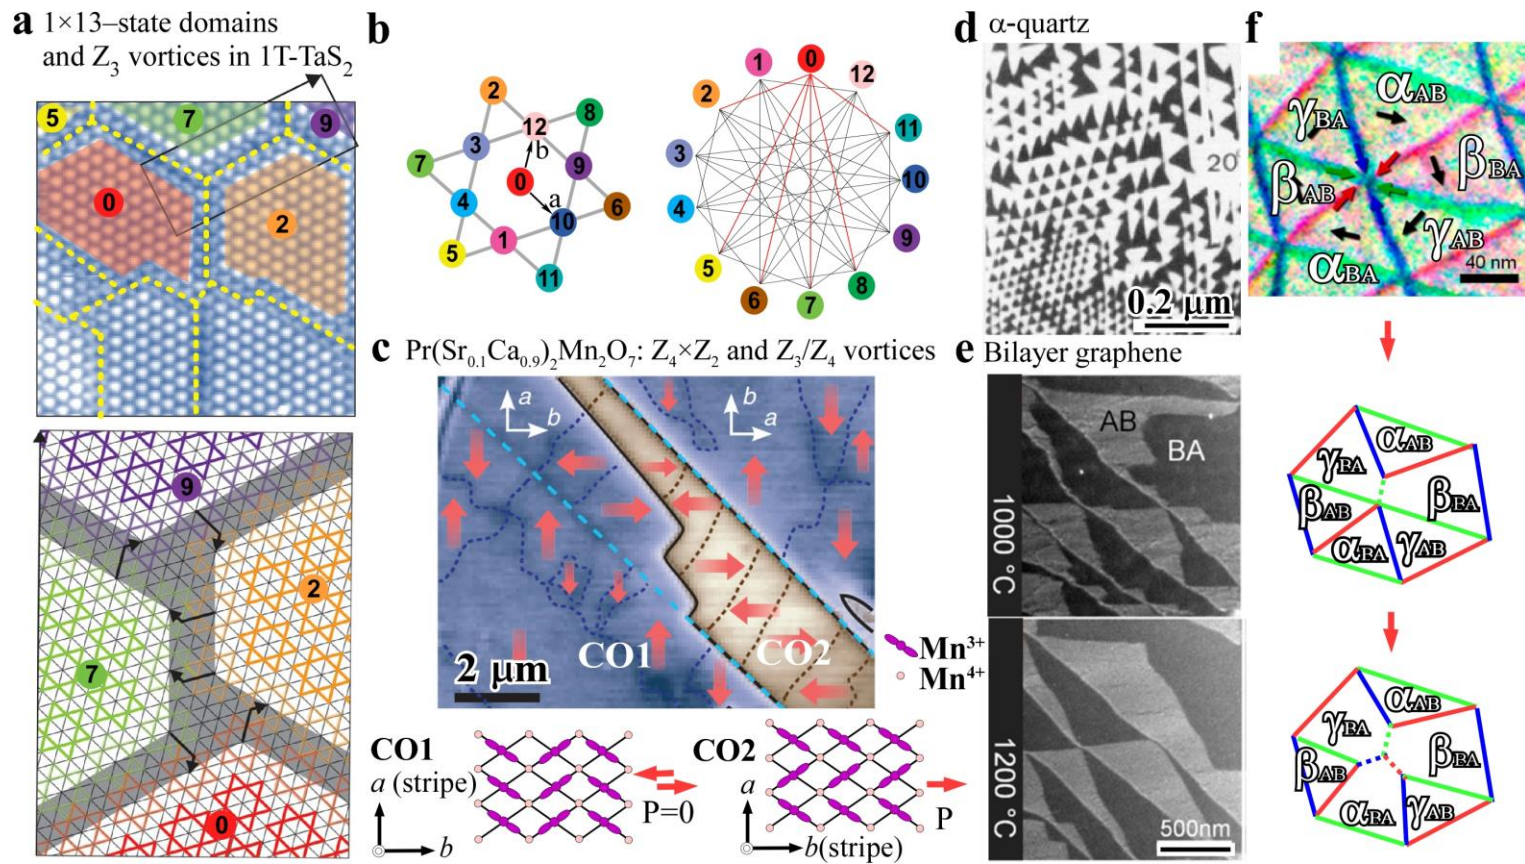 a 1×13–state domains
and Z₃ vortices in 1T-TaS₂
5
7
9
0
2
9
2
7
0
b
2
8
12
b
3
7
9
0
4
a
6
10
1
5
11
0
1
12
2
11
3
10
4
9
5
8
6
7
c Pr(Sr₀.₁Ca₀.₉)₂Mn₂O₇: Z₄×Z₂ and Z₃/Z₄ vortices
a
b
b
a
CO1
CO2
2 μm
Mn³⁺
Mn⁴⁺
CO1
a (stripe)
b
P=0
CO2
a
b(stripe)
P
d α-quartz
20
0.2 μm
e Bilayer graphene
AB
BA
1000 °C
1200 °C
500nm
f
αAB
γBA
βBA
βAB
γAB
αBA
40 nm
αAB
γBA
βBA
βAB
αBA
γAB
αAB
γBA
βBA
βAB
αBA
γAB